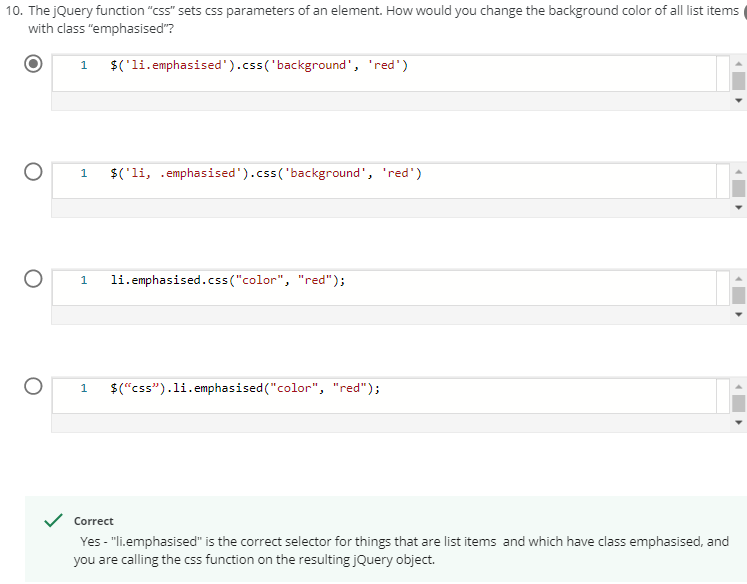 10. The jQuery function “css” sets css parameters of an element. How would you change the background color of all list items
with class “emphasised”?
1 $('li.emphasised').css('background', 'red')
1 $('li, .emphasised').css('background', 'red')
1 li.emphasised.css("color", "red");
1 $(“css”).li.emphasised("color", "red");
Correct
Yes - "li.emphasised" is the correct selector for things that are list items and which have class emphasised, and
you are calling the css function on the resulting jQuery object.